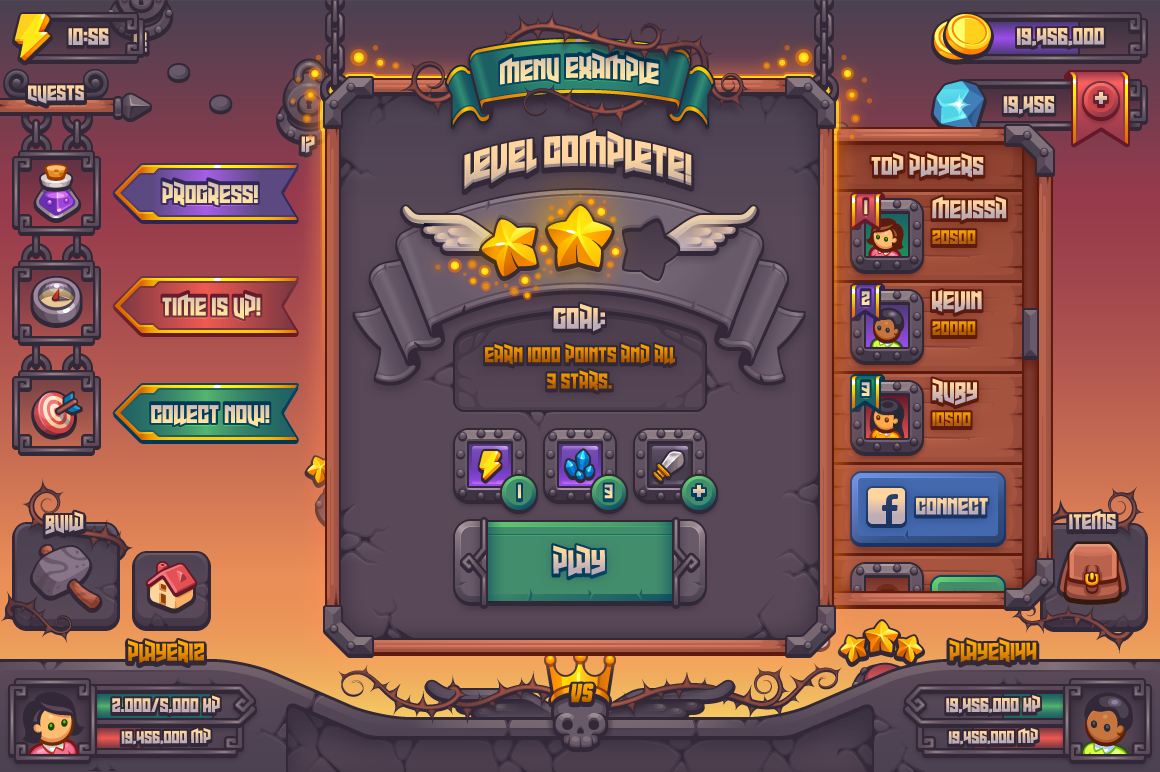 10:56
19,456,000
MENU EXAMPLE
QUESTS
19,456
17
LEVEL COMPLETE!
TOP PLAYERS
PROGRESS!
1
MELISSA
20500
TIME IS UP!
2
KEVIN
20000
GOAL:
EARN 1000 POINTS AND ALL
3 STARS.
3
RUBY
10500
COLLECT NOW!
1
3
f CONNECT
BUILD
ITEMS
PLAY
PLAYER12
PLAYER144
VS
2.000/5,000 HP
19,456,000 MP
19,456,000 HP
19,456,000 MP